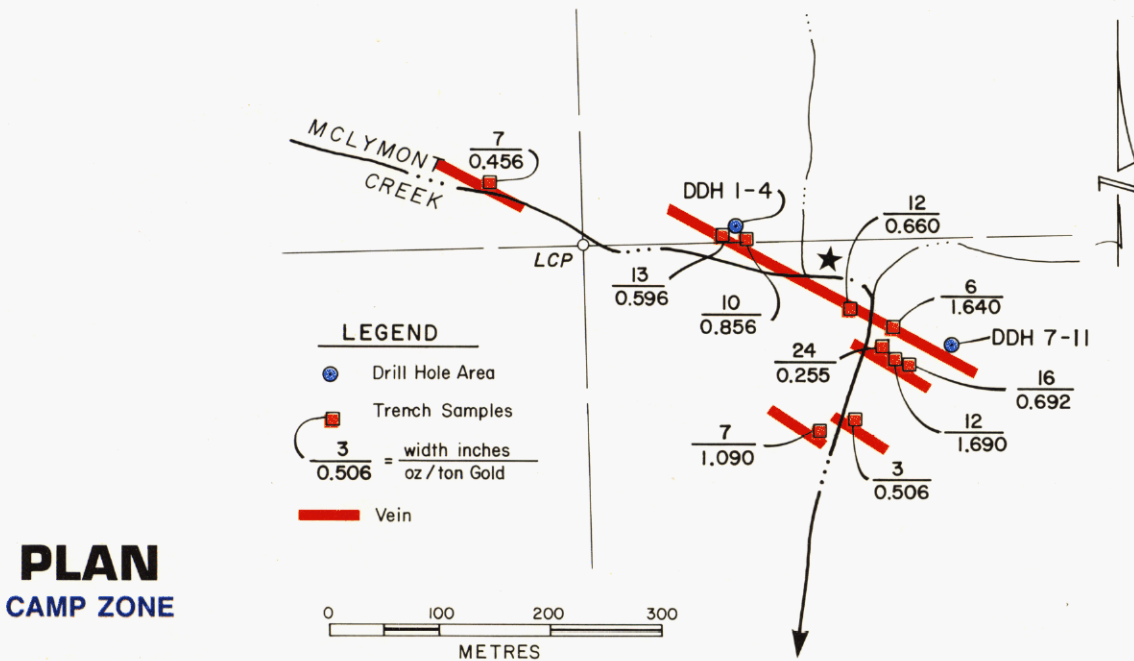 MCLYMONT
CREEK
7
0.456
DDH 1-4
12
0.660
LCP
13
0.596
10
0.856
6
1.640
DDH 7-11
24
0.255
16
0.692
12
1.690
7
1.090
3
0.506
LEGEND
Drill Hole Area
Trench Samples
3
0.506
=
width inches
oz/ton Gold
Vein
PLAN
CAMP ZONE
0 100 200 300
METRES